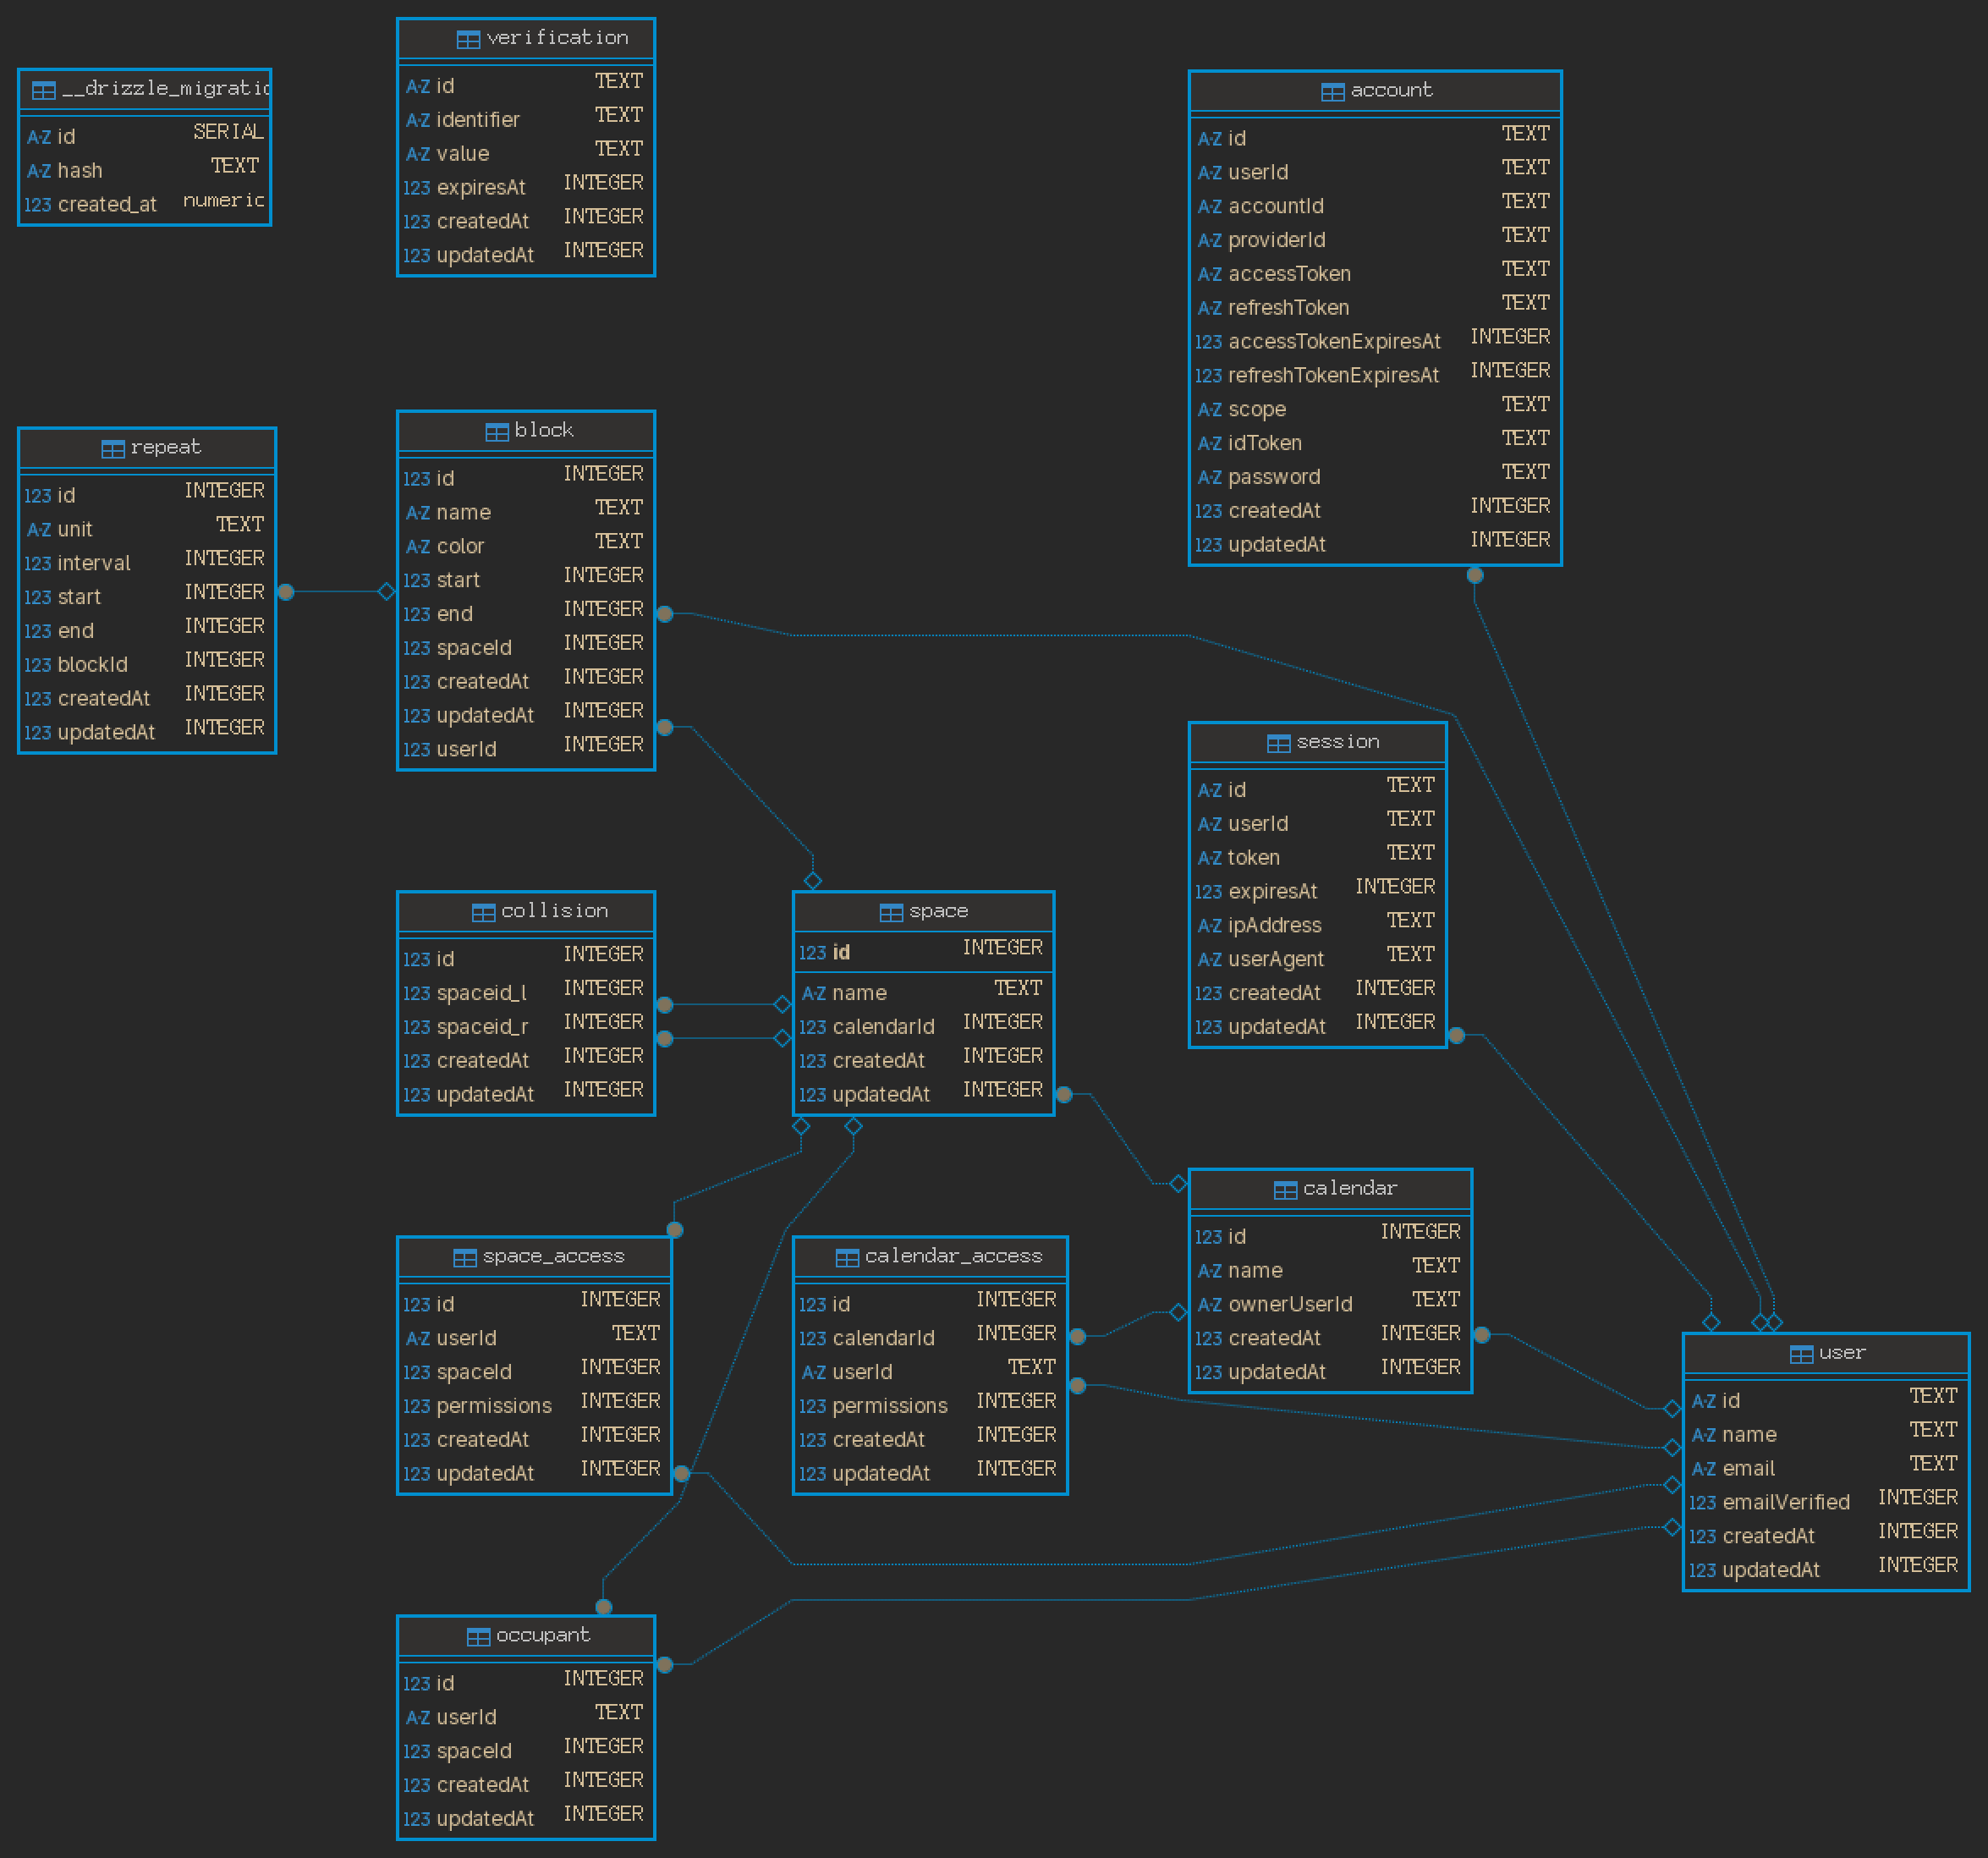 verification
A-Z id TEXT
A-Z identifier TEXT
A-Z value TEXT
123 expiresAt INTEGER
123 createdAt INTEGER
123 updatedAt INTEGER
__drizzle_migratio
A-Z id SERIAL
A-Z hash TEXT
123 created_at numeric
account
A-Z id TEXT
A-Z userId TEXT
A-Z accountId TEXT
A-Z providerId TEXT
A-Z accessToken TEXT
A-Z refreshToken TEXT
123 accessTokenExpiresAt INTEGER
123 refreshTokenExpiresAt INTEGER
A-Z scope TEXT
A-Z idToken TEXT
A-Z password TEXT
123 createdAt INTEGER
123 updatedAt INTEGER
repeat
123 id INTEGER
A-Z unit TEXT
123 interval INTEGER
123 start INTEGER
123 end INTEGER
123 blockId INTEGER
123 createdAt INTEGER
123 updatedAt INTEGER
block
123 id INTEGER
A-Z name TEXT
A-Z color TEXT
123 start INTEGER
123 end INTEGER
123 spaceId INTEGER
123 createdAt INTEGER
123 updatedAt INTEGER
123 userId INTEGER
session
A-Z id TEXT
A-Z userId TEXT
A-Z token TEXT
123 expiresAt INTEGER
A-Z ipAddress TEXT
A-Z userAgent TEXT
123 createdAt INTEGER
123 updatedAt INTEGER
collision
123 id INTEGER
123 spaceid_l INTEGER
123 spaceid_r INTEGER
123 createdAt INTEGER
123 updatedAt INTEGER
space
123 id INTEGER
A-Z name TEXT
123 calendarId INTEGER
123 createdAt INTEGER
123 updatedAt INTEGER
calendar
123 id INTEGER
A-Z name TEXT
A-Z ownerUserId TEXT
123 createdAt INTEGER
123 updatedAt INTEGER
space_access
123 id INTEGER
A-Z userId TEXT
123 spaceId INTEGER
123 permissions INTEGER
123 createdAt INTEGER
123 updatedAt INTEGER
calendar_access
123 id INTEGER
123 calendarId INTEGER
A-Z userId TEXT
123 permissions INTEGER
123 createdAt INTEGER
123 updatedAt INTEGER
user
A-Z id TEXT
A-Z name TEXT
A-Z email TEXT
123 emailVerified INTEGER
123 createdAt INTEGER
123 updatedAt INTEGER
occupant
123 id INTEGER
A-Z userId TEXT
123 spaceId INTEGER
123 createdAt INTEGER
123 updatedAt INTEGER